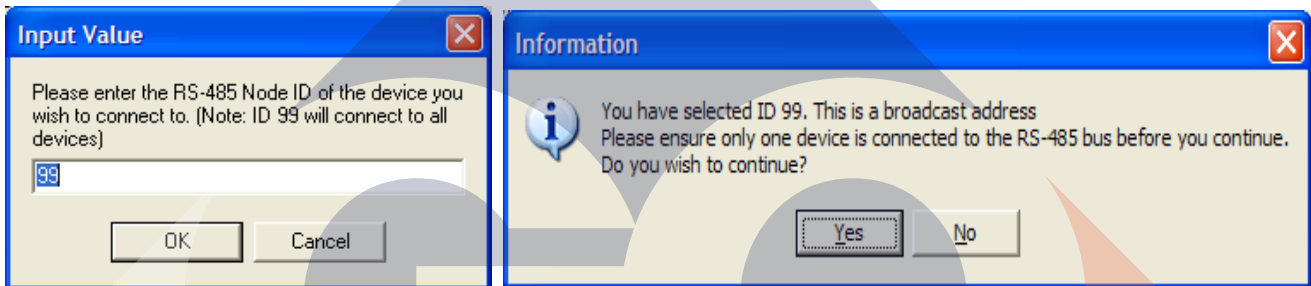 Input Value
Please enter the RS-485 Node ID of the device you
wish to connect to. (Note: ID 99 will connect to all
devices)
99
OK
Cancel
Information
You have selected ID 99. This is a broadcast address
Please ensure only one device is connected to the RS-485 bus before you continue.
Do you wish to continue?
Yes
No